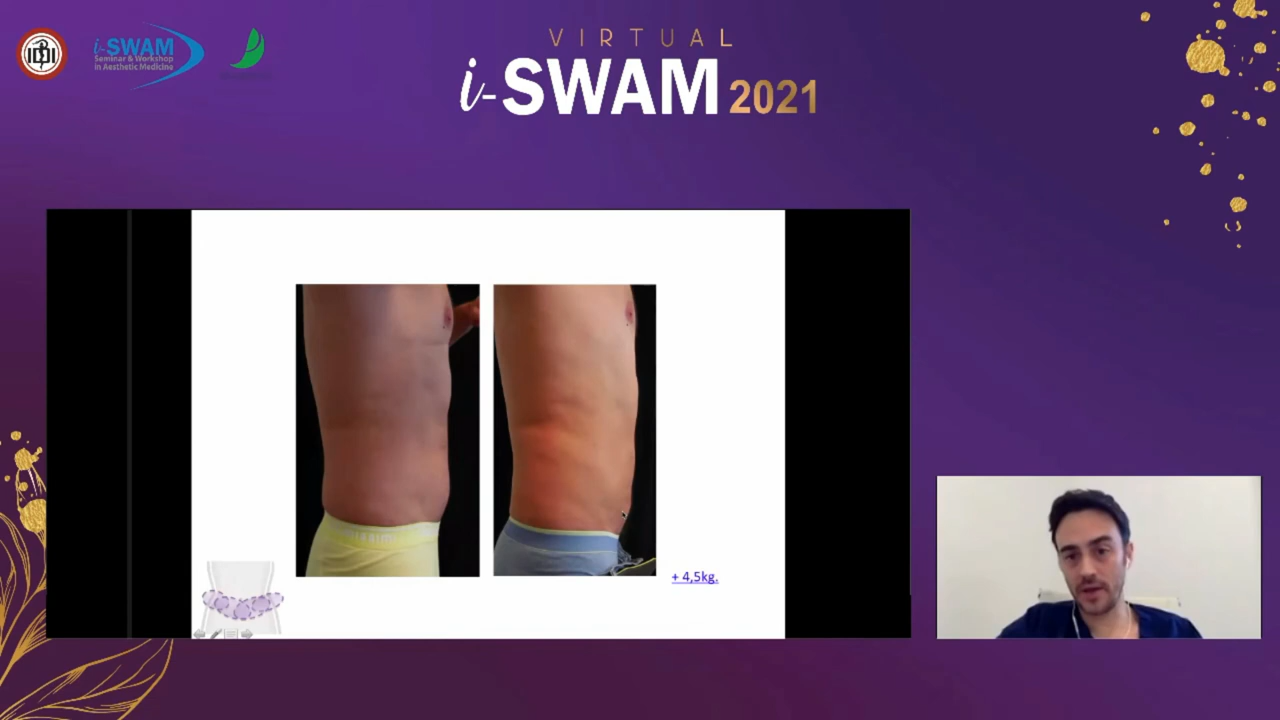 i-SWAM
Seminar & Workshop
in Aesthetic Medicine
VIRTUAL
i-SWAM 2021
+ 4,5kg.